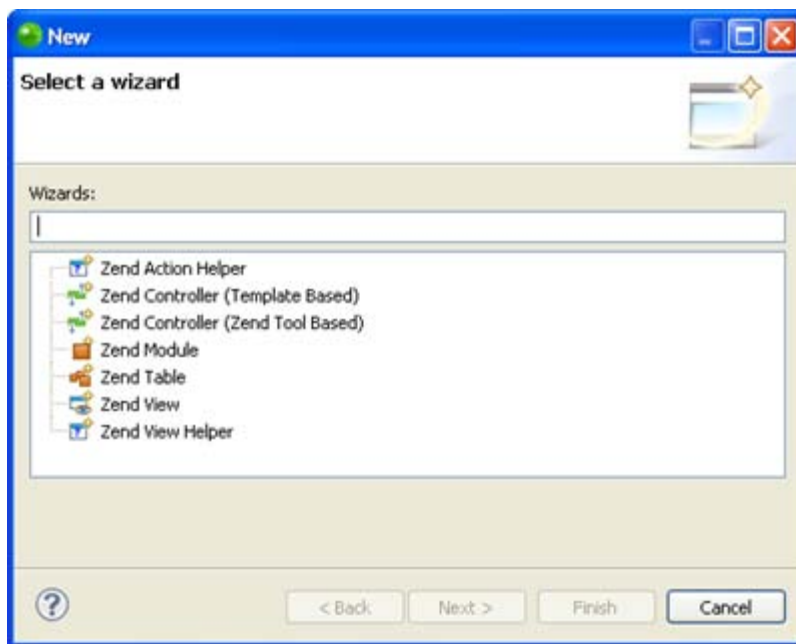 New
Select a wizard
Wizards:
Zend Action Helper
Zend Controller (Template Based)
Zend Controller (Zend Tool Based)
Zend Module
Zend Table
Zend View
Zend View Helper
?
< Back Next > Finish Cancel